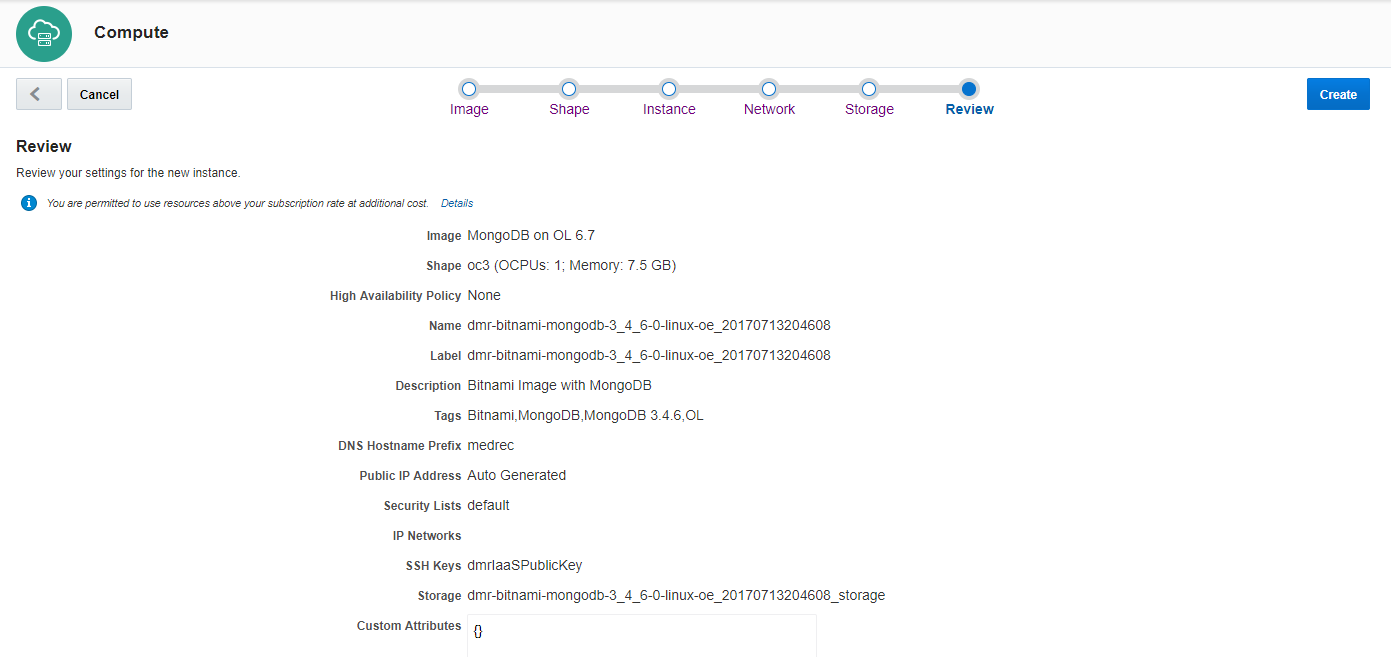 Compute
Cancel
Image Shape Instance Network Storage Review
Create
Review
Review your settings for the new instance.
i You are permitted to use resources above your subscription rate at additional cost. Details
Image MongoDB on OL 6.7
Shape oc3 (OCPUs: 1; Memory: 7.5 GB)
High Availability Policy None
Name dmr-bitnami-mongodb-3_4_6-0-linux-oe_20170713204608
Label dmr-bitnami-mongodb-3_4_6-0-linux-oe_20170713204608
Description Bitnami Image with MongoDB
Tags Bitnami,MongoDB,MongoDB 3.4.6,OL
DNS Hostname Prefix medrec
Public IP Address Auto Generated
Security Lists default
IP Networks
SSH Keys dmrIaaSPublicKey
Storage dmr-bitnami-mongodb-3_4_6-0-linux-oe_20170713204608_storage
Custom Attributes {}